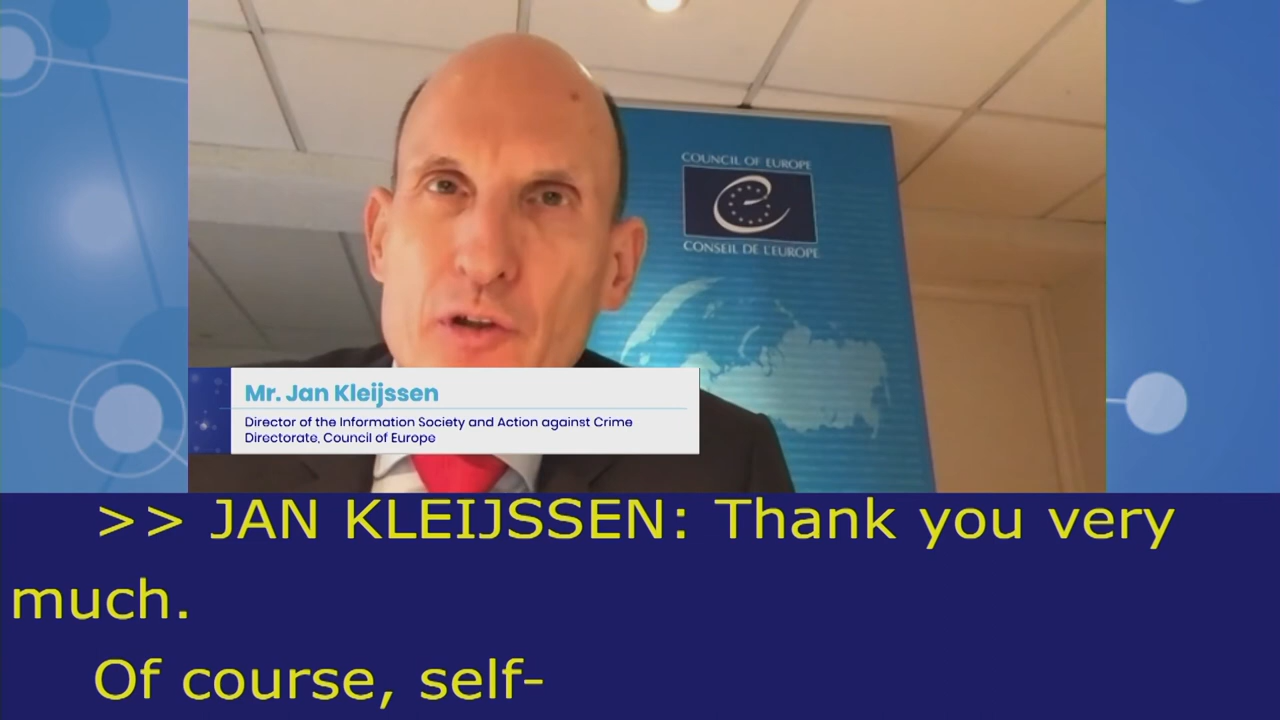 COUNCIL OF EUROPE
CONSEIL DE L'EUROPE
Mr. Jan Kleijssen
Director of the Information Society and Action against Crime
Directorate, Council of Europe
>> JAN KLEIJSSEN: Thank you very
much.
Of course, self-